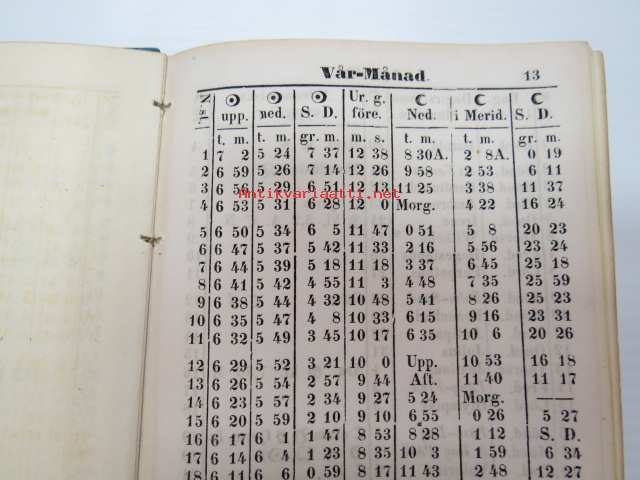 Vår-Månad. 13
☉ ☉ ☉ Ur. g. ☾ ☾ ☾
upp. ned. S. D. före. Ned. i Merid. S. D.
t. m. t. m. gr. m. m. s. t. m. t. m. gr. m.
1 7 2 5 24 7 37 12 38 8 30A. 2 8A. 0 19
2 6 59 5 26 7 14 12 26 9 58 2 53 6 11
3 6 56 5 29 6 51 12 13 11 25 3 38 11 37
4 6 53 5 31 6 28 12 0 Morg. 4 22 16 24
5 6 50 5 34 6 5 11 47 0 51 5 8 20 23
6 6 47 5 37 5 42 11 33 2 16 5 56 23 24
7 6 44 5 39 5 18 11 18 3 37 6 45 25 18
8 6 41 5 42 4 55 11 3 4 48 7 35 25 59
9 6 38 5 44 4 32 10 48 5 41 8 26 25 23
10 6 35 5 47 4 8 10 33 6 15 9 16 23 31
11 6 32 5 49 3 45 10 17 6 35 10 6 20 26
12 6 29 5 52 3 21 10 0 Upp. 10 53 16 18
13 6 26 5 54 2 57 9 44 Aft. 11 40 11 17
14 6 23 5 57 2 34 9 27 5 24 Morg. —
15 6 20 5 59 2 10 9 10 6 55 0 26 5 27
16 6 17 6 1 1 47 8 53 8 28 1 12 S. D.
17 6 14 6 4 1 23 8 35 10 3 1 59 6 34
18 6 11 6 6 0 59 8 17 11 43 2 48 12 27
Antikvariaatti.net